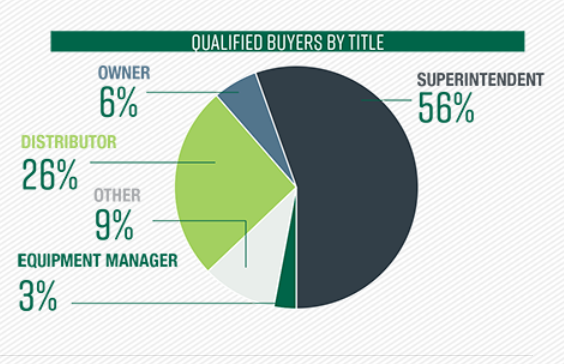 QUALIFIED BUYERS BY TITLE
OWNER
6%
SUPERINTENDENT
56%
DISTRIBUTOR
26%
OTHER
9%
EQUIPMENT MANAGER
3%